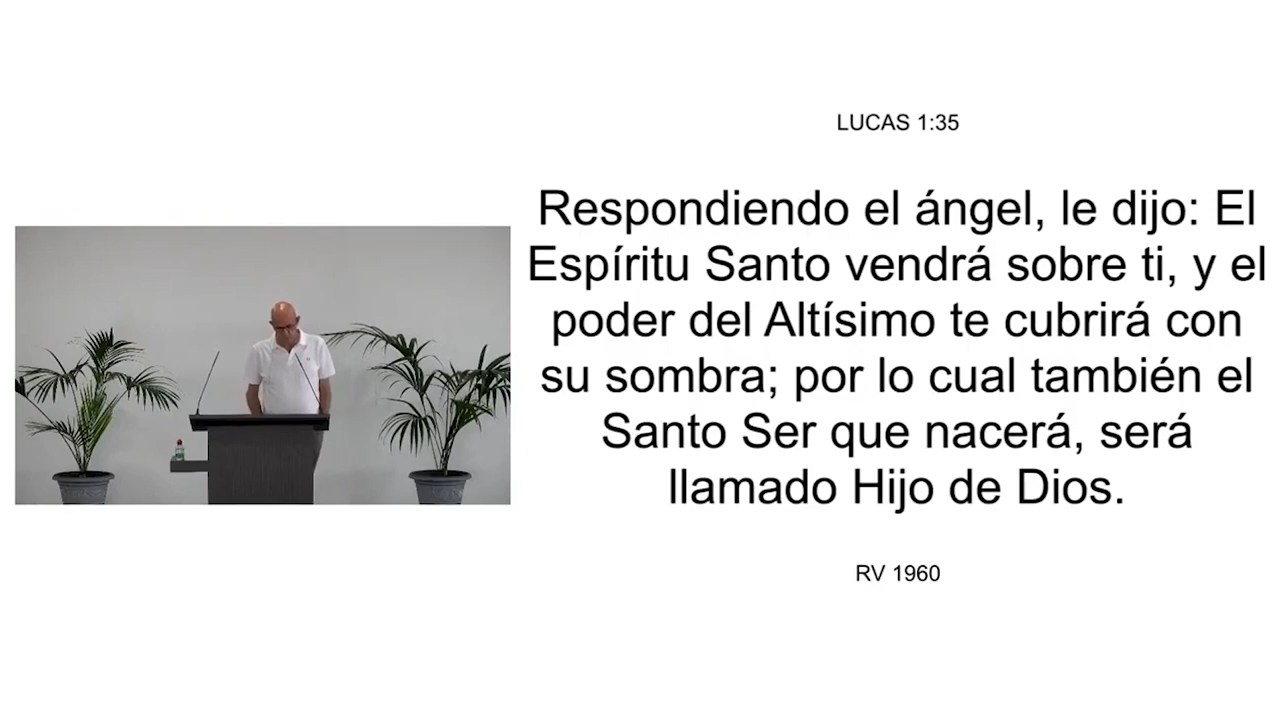 LUCAS 1:35
Respondiendo el ángel, le dijo: El
Espíritu Santo vendrá sobre ti, y el
poder del Altísimo te cubrirá con
su sombra; por lo cual también el
Santo Ser que nacerá, será
llamado Hijo de Dios.
RV 1960